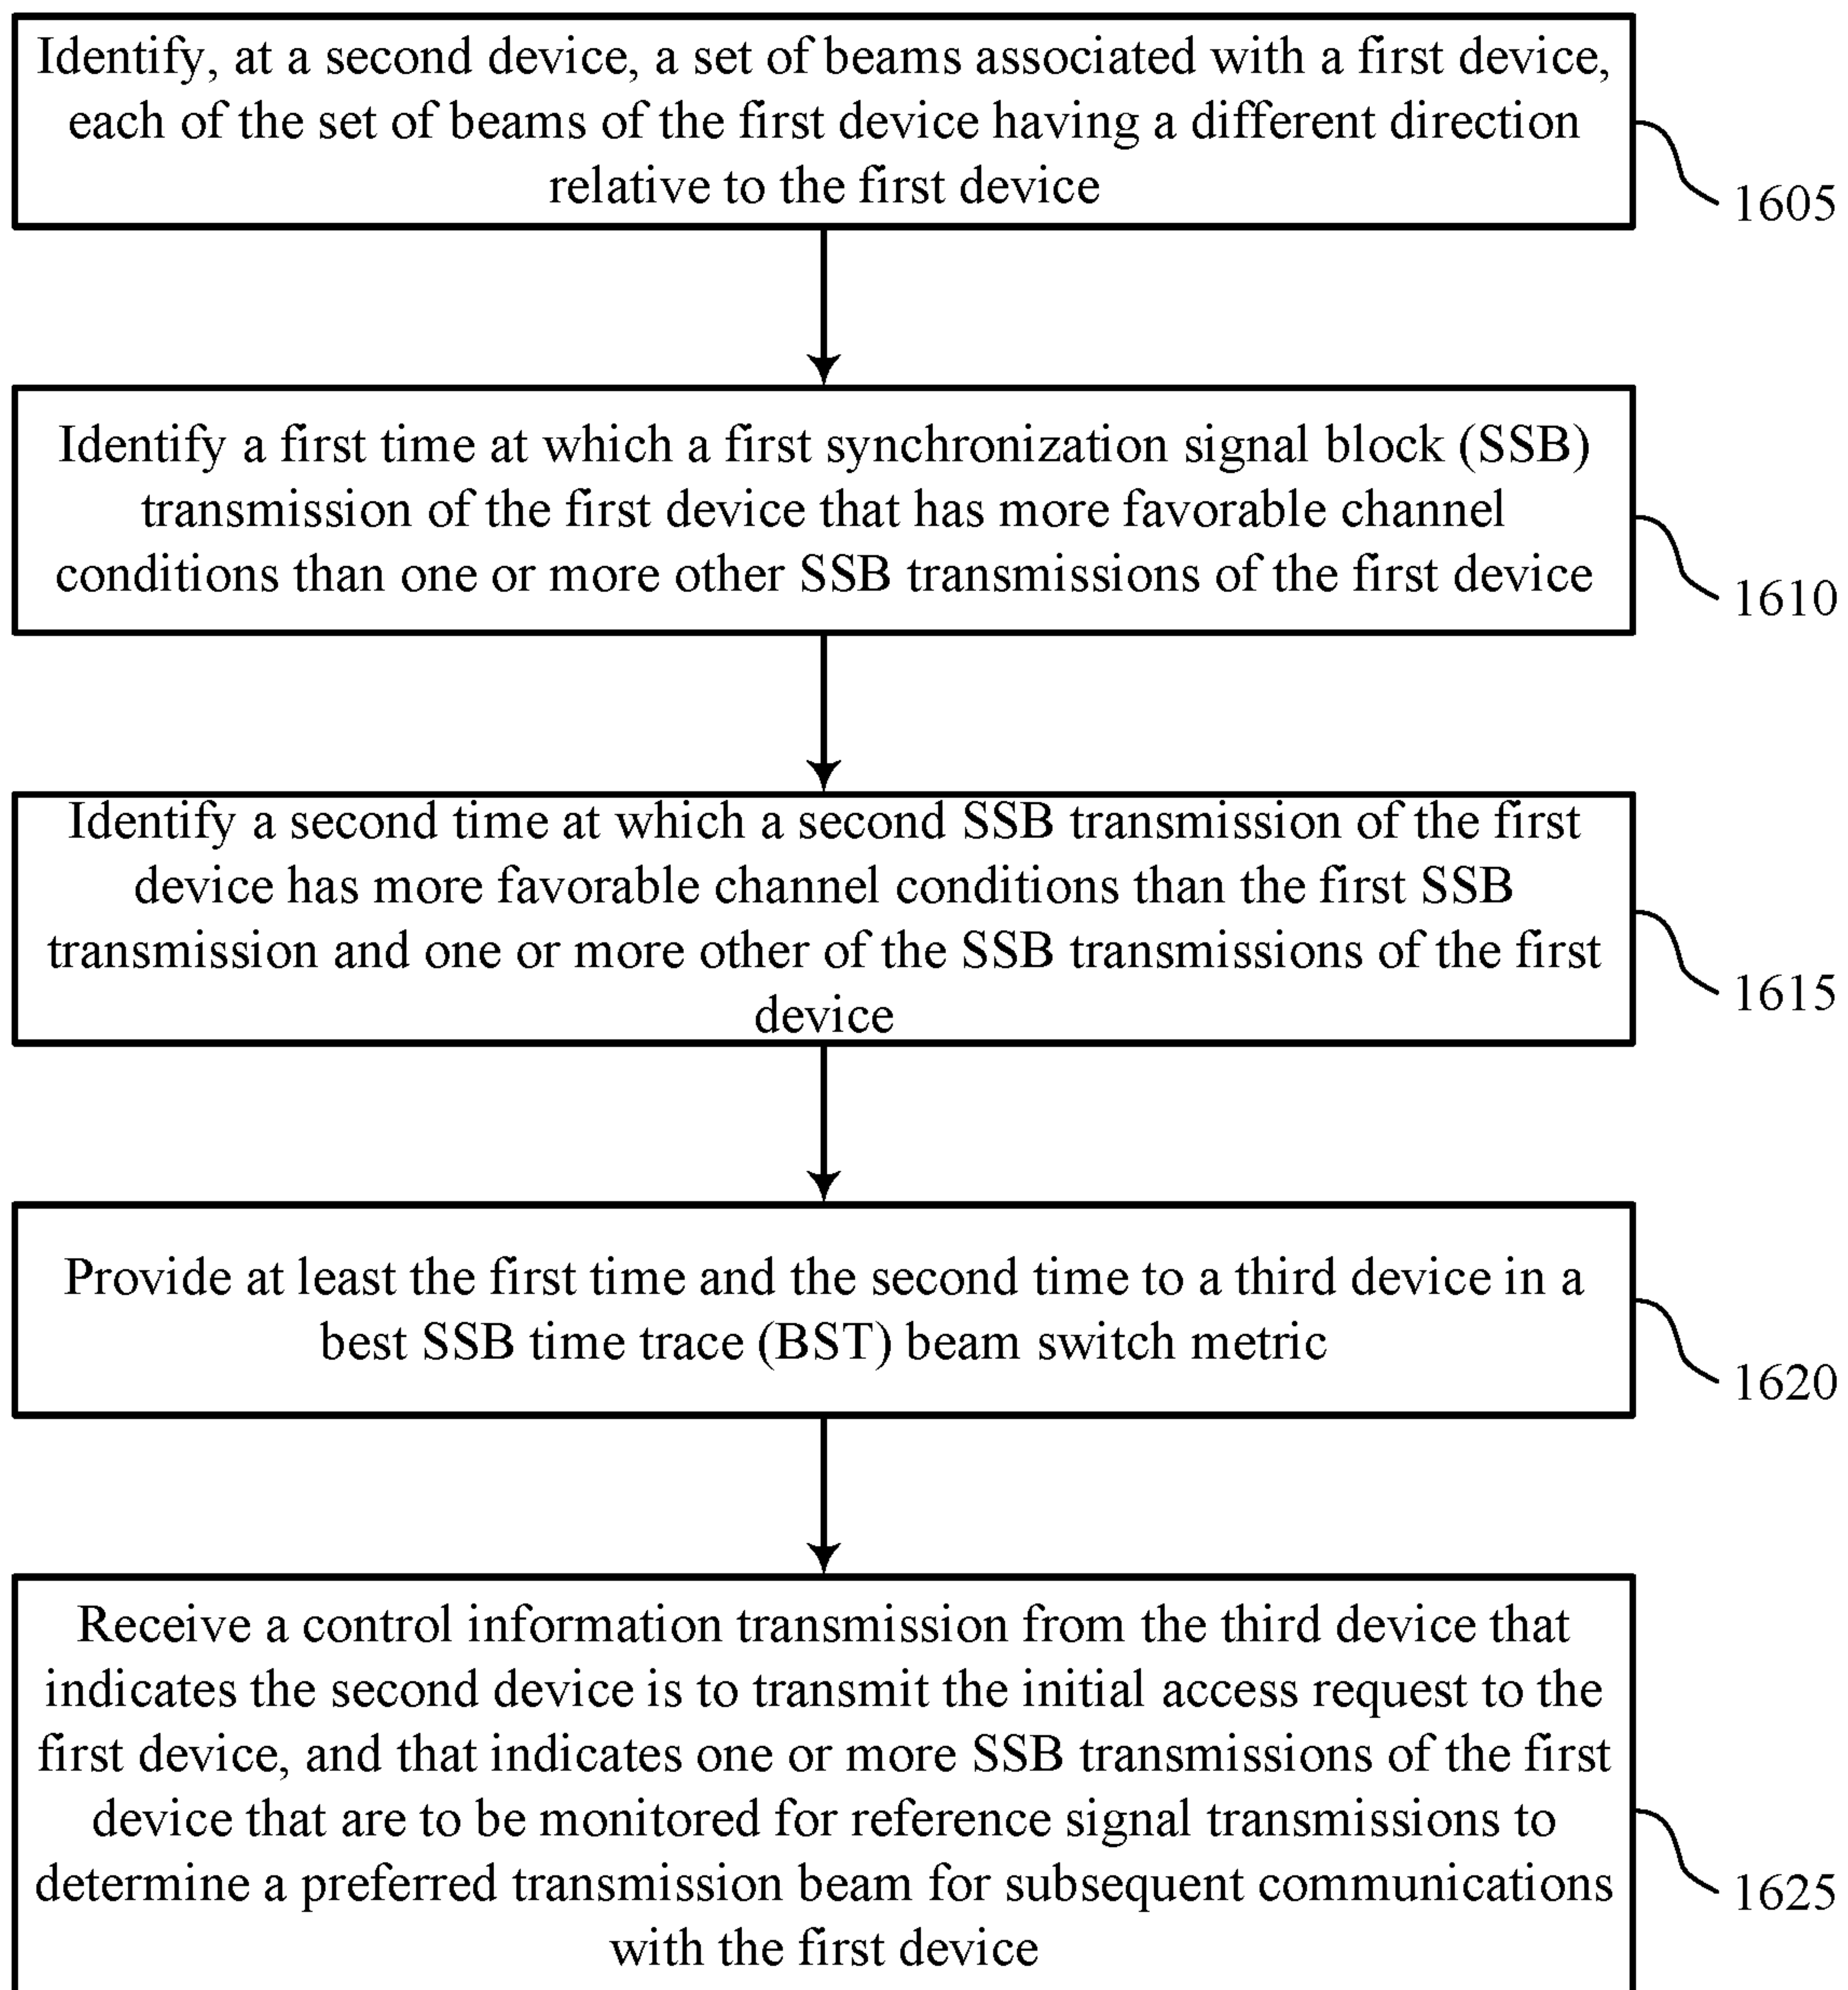 Identify, at a second device, a set of beams associated with a first device,
each of the set of beams of the first device having a different direction
relative to the first device
1605
Identify a first time at which a first synchronization signal block (SSB)
transmission of the first device that has more favorable channel
conditions than one or more other SSB transmissions of the first device
1610
Identify a second time at which a second SSB transmission of the first
device has more favorable channel conditions than the first SSB
transmission and one or more other of the SSB transmissions of the first
device
1615
Provide at least the first time and the second time to a third device in a
best SSB time trace (BST) beam switch metric
1620
Receive a control information transmission from the third device that
indicates the second device is to transmit the initial access request to the
first device, and that indicates one or more SSB transmissions of the first
device that are to be monitored for reference signal transmissions to
determine a preferred transmission beam for subsequent communications
with the first device
1625